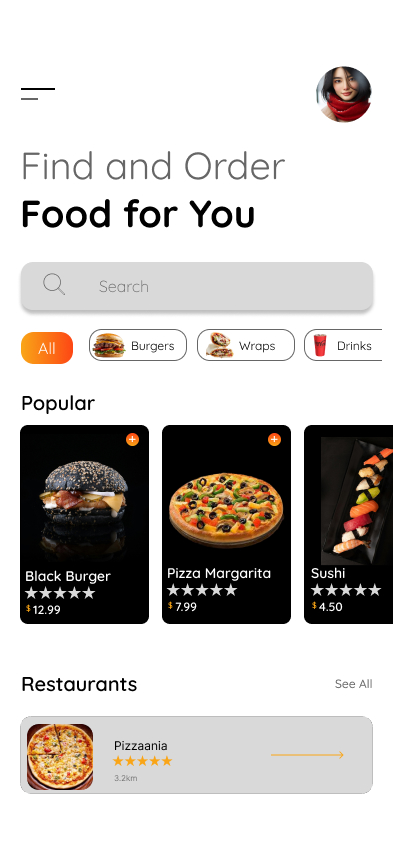 Find and Order
Food for You
Search
All
Burgers
Wraps
Drinks
Popular
Black Burger
$ 12.99
Pizza Margarita
$ 7.99
Sushi
$ 4.50
Restaurants
See All
Pizzaania
3.2km